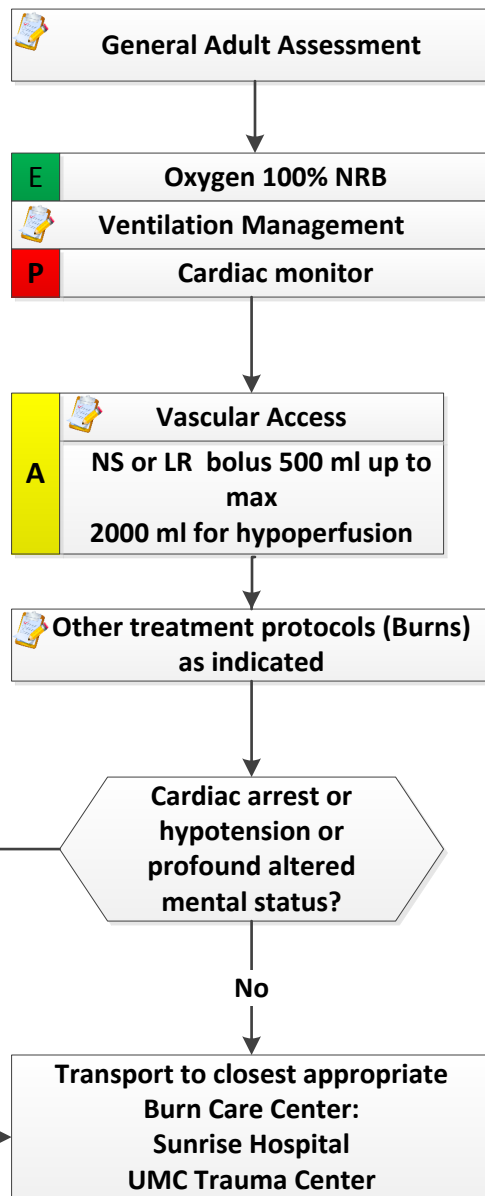 General Adult Assessment
E Oxygen 100% NRB
Ventilation Management
P Cardiac monitor
Vascular Access
A
NS or LR bolus 500 ml up to
max
2000 ml for hypoperfusion
Other treatment protocols (Burns)
as indicated
Cardiac arrest or
hypotension or
profound altered
mental status?
No
Transport to closest appropriate
Burn Care Center:
Sunrise Hospital
UMC Trauma Center